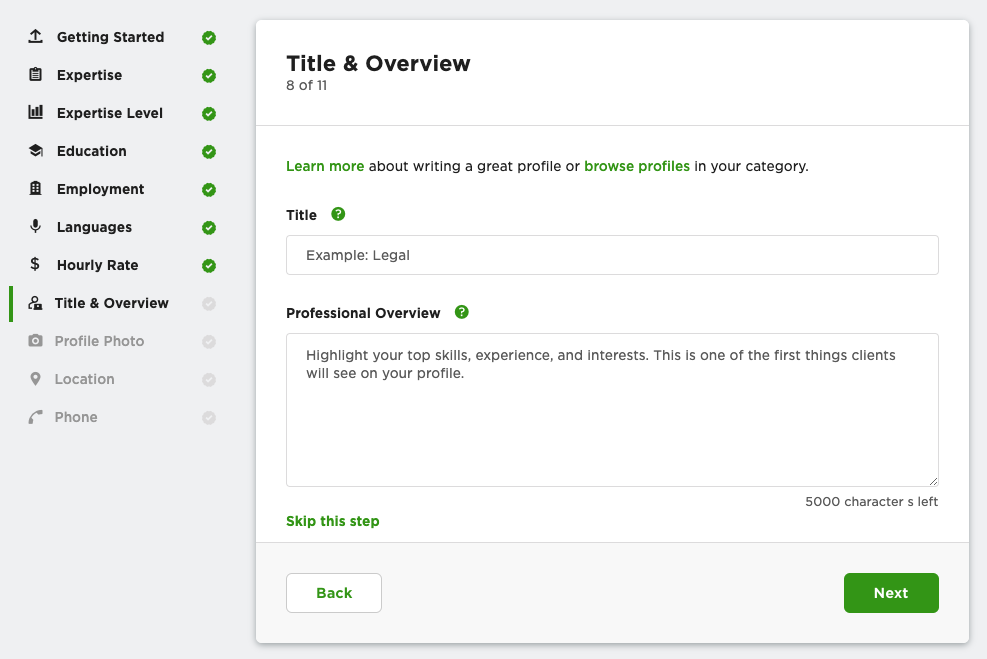 Getting Started
Expertise
Expertise Level
Education
Employment
Languages
$ Hourly Rate
Title & Overview
Profile Photo
Location
Phone
Title & Overview
8 of 11
Learn more about writing a great profile or browse profiles in your category.
Title ?
Example: Legal
Professional Overview ?
Highlight your top skills, experience, and interests. This is one of the first things clients
will see on your profile.
5000 character s left
Skip this step
Back
Next